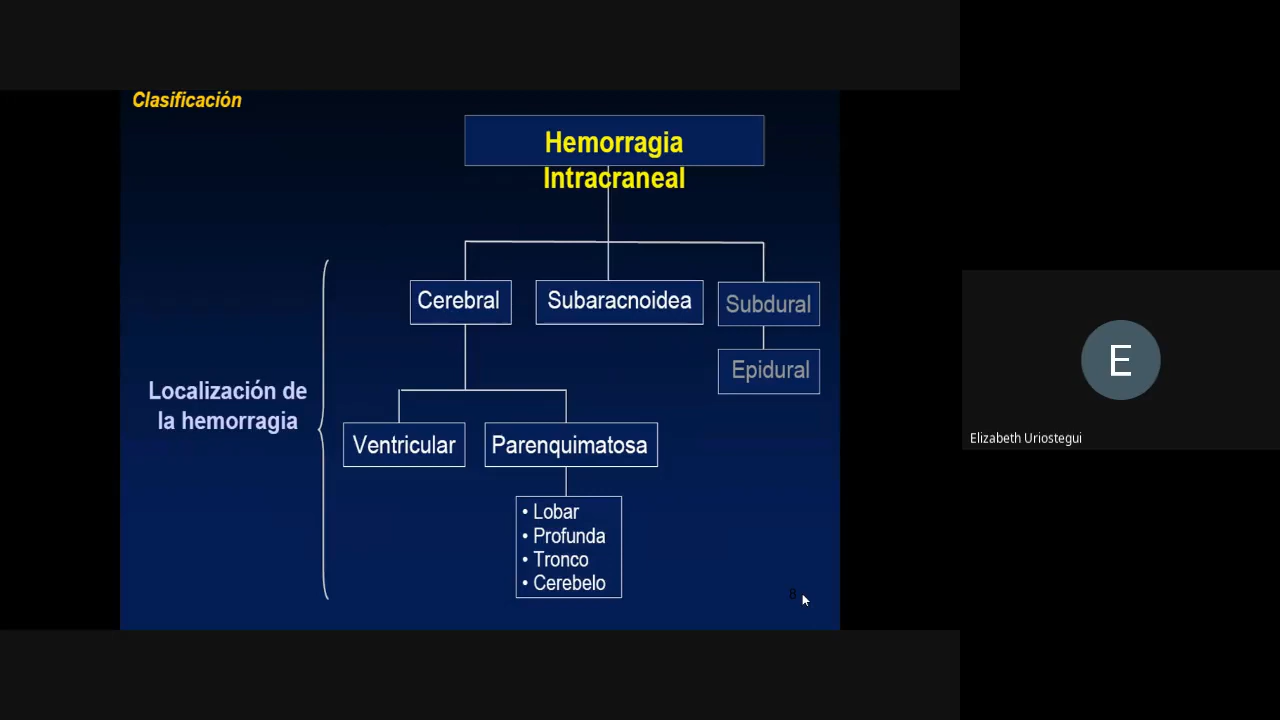 Clasificación
Hemorragia
Intracraneal
Cerebral
Subaracnoidea
Subdural
Epidural
Localización de
la hemorragia
Ventricular
Parenquimatosa
• Lobar
• Profunda
• Tronco
• Cerebelo
8
E
Elizabeth Uriostegui